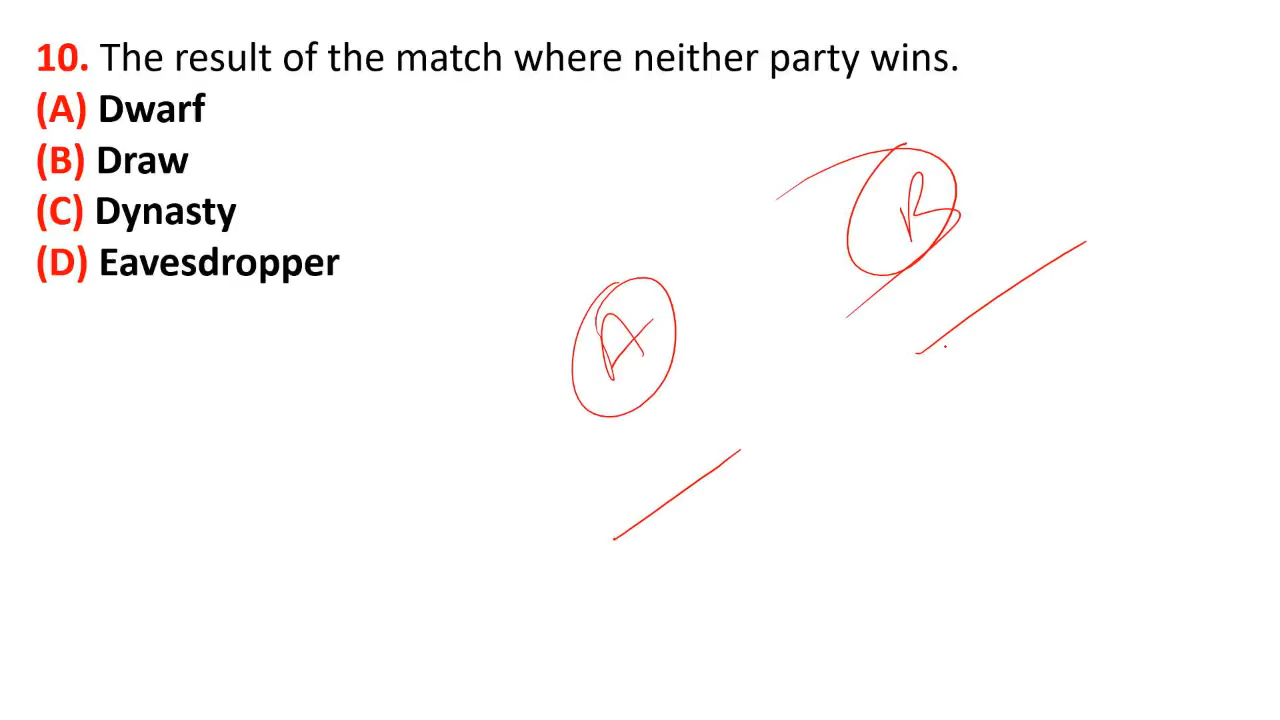 10. The result of the match where neither party wins.
(A) Dwarf
(B) Draw
(C) Dynasty
(D) Eavesdropper
B
A